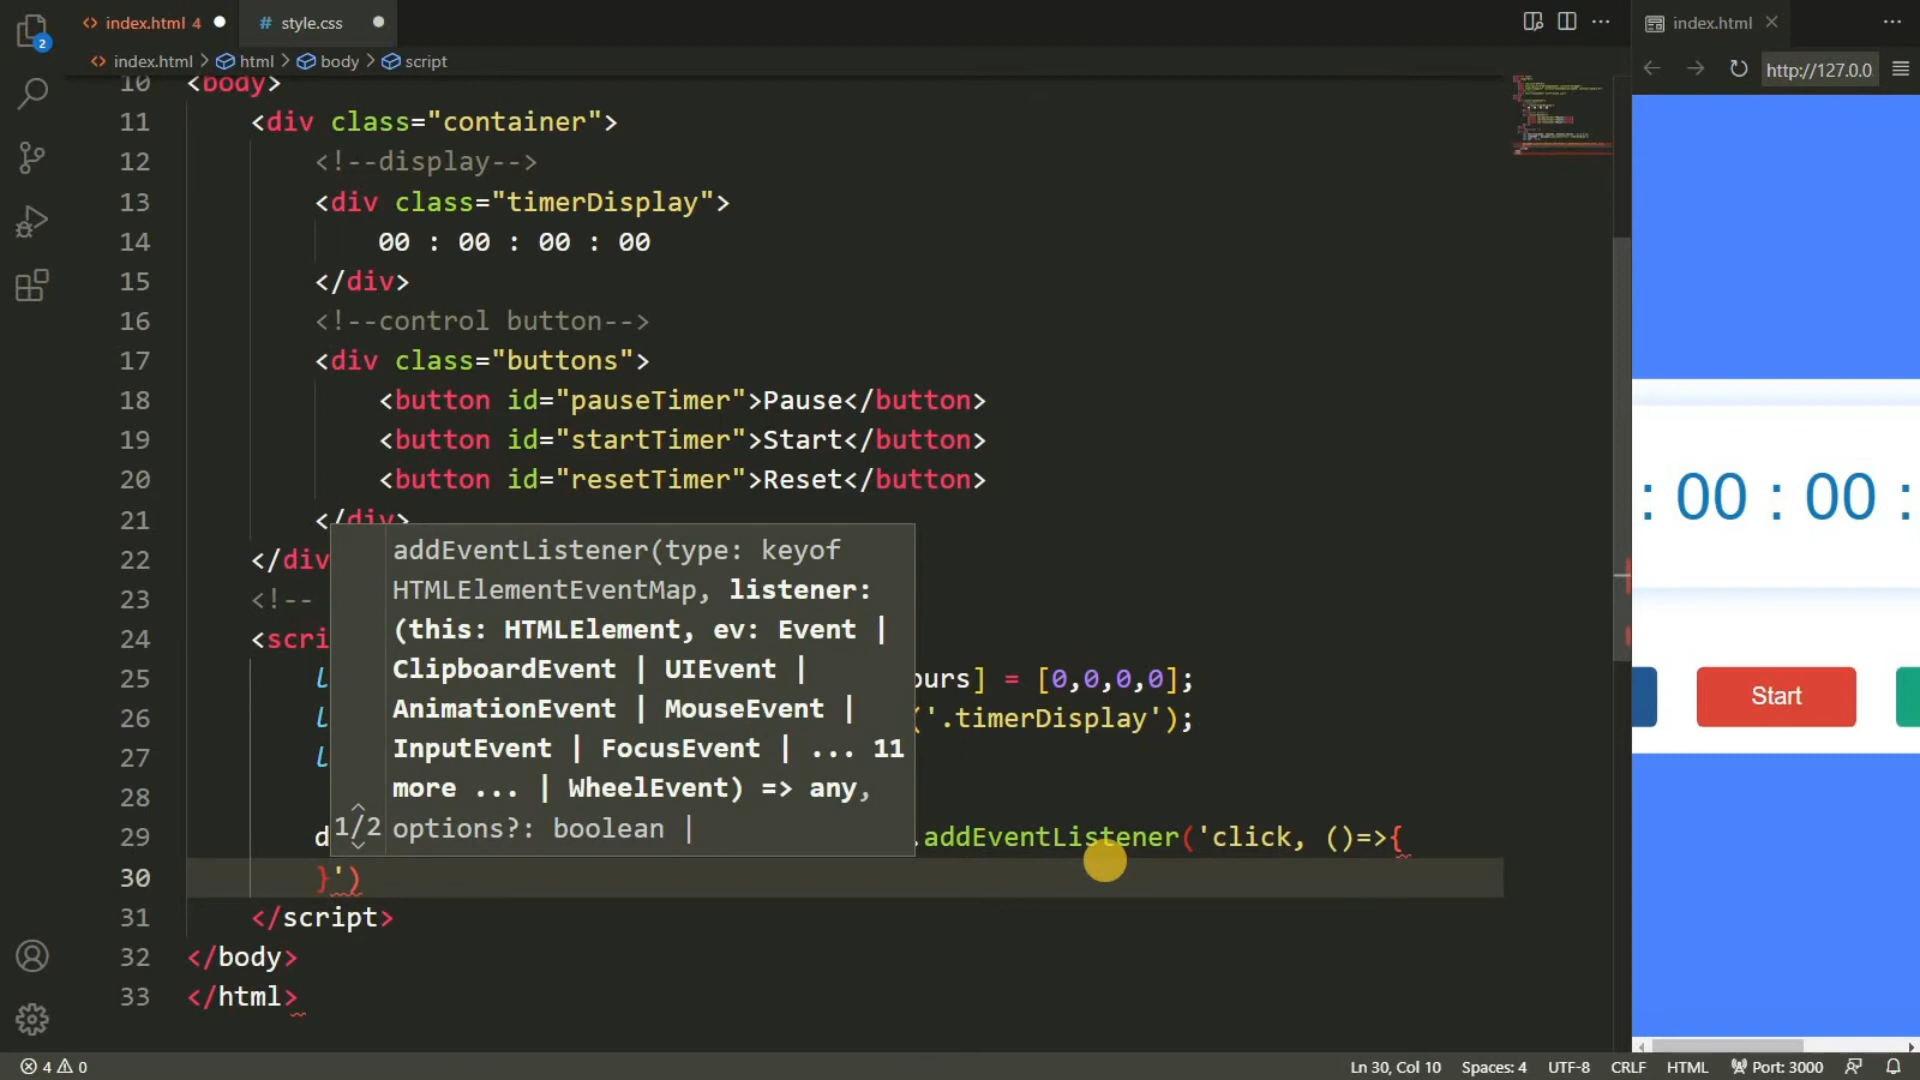 index.html 4
style.css
index.html
index.html > html > body > script
http://127.0.0
2
10 <body>
11 <div class="container">
12 <!--display-->
13 <div class="timerDisplay">
14 00 : 00 : 00 : 00
15 </div>
16 <!--control button-->
17 <div class="buttons">
18 <button id="pauseTimer">Pause</button>
19 <button id="startTimer">Start</button>
20 <button id="resetTimer">Reset</button>
21 </div>
22 </div
23 <!--
24 <scri
25 l ours] = [0,0,0,0];
26 l ('.timerDisplay');
27 l
28
29 d .addEventListener('click, ()=>{
30 }')
31 </script>
32 </body>
33 </html>
addEventListener(type: keyof
HTMLElementEventMap, listener:
(this: HTMLElement, ev: Event |
ClipboardEvent | UIEvent |
AnimationEvent | MouseEvent |
InputEvent | FocusEvent | ... 11
more ... | WheelEvent) => any,
1/2 options?: boolean |
: 00 : 00 :
Start
4 0
Ln 30, Col 10 Spaces: 4 UTF-8 CRLF HTML Port: 3000